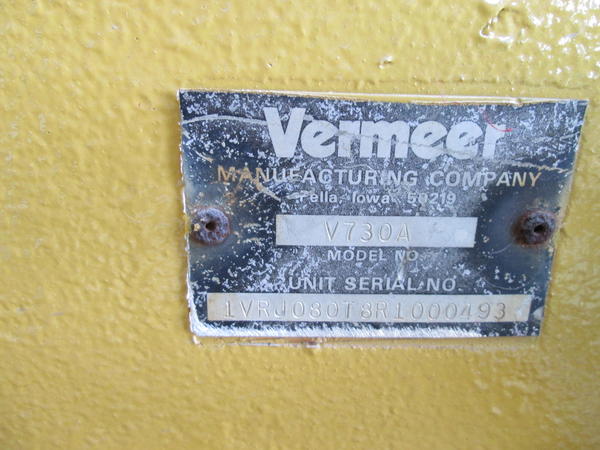 Vermeer
MANUFACTURING COMPANY
Pella, Iowa 50219
V730A
MODEL NO.
UNIT SERIAL NO.
1VRJ080T8R1000493